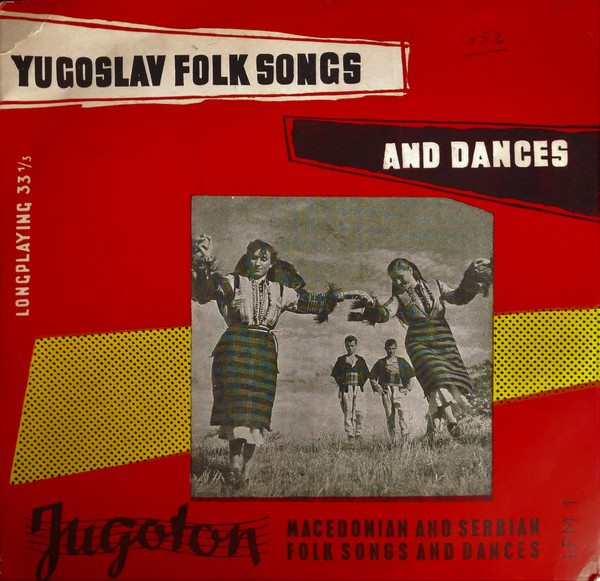 G52
YUGOSLAV FOLK SONGS
AND DANCES
LONGPLAYING 33 1/3
Jugoton
MACEDONIAN AND SERBIAN
FOLK SONGS AND DANCES
LPM 1